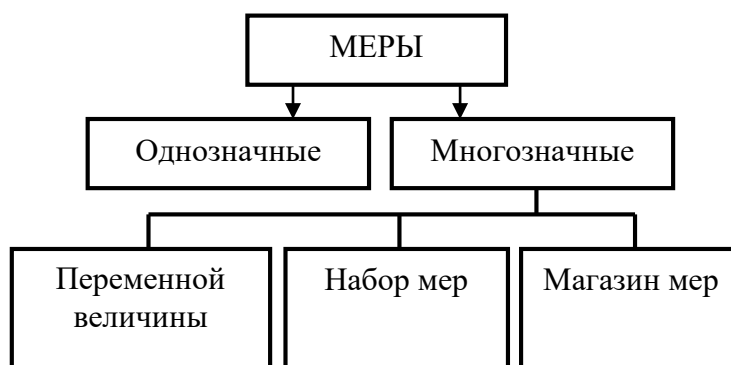 МЕРЫ
Однозначные
Многозначные
Переменной
величины
Набор мер
Магазин мер